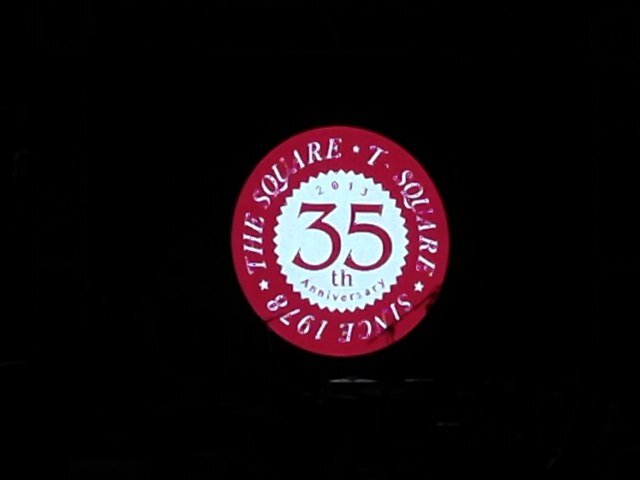 THE SQUARE ★ T-SQUARE ★ SINCE 1978 ★
2013
35
th
Anniversary